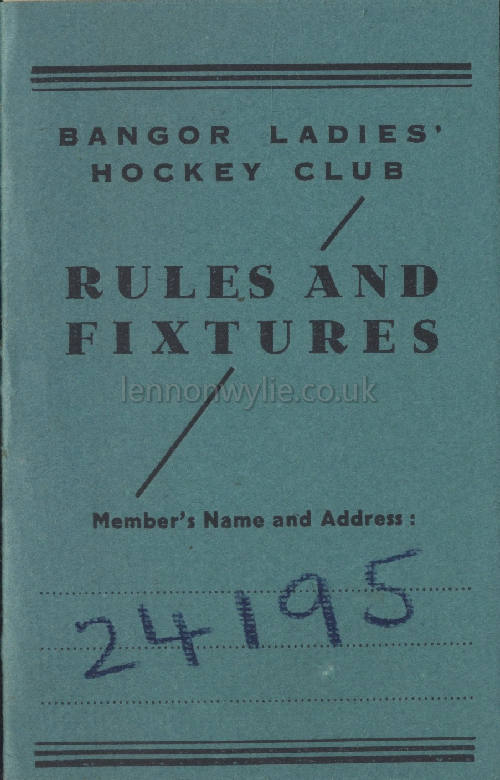 BANGOR LADIES'
HOCKEY CLUB
RULES AND
FIXTURES
lennonwylie.co.uk
Member's Name and Address :
24195